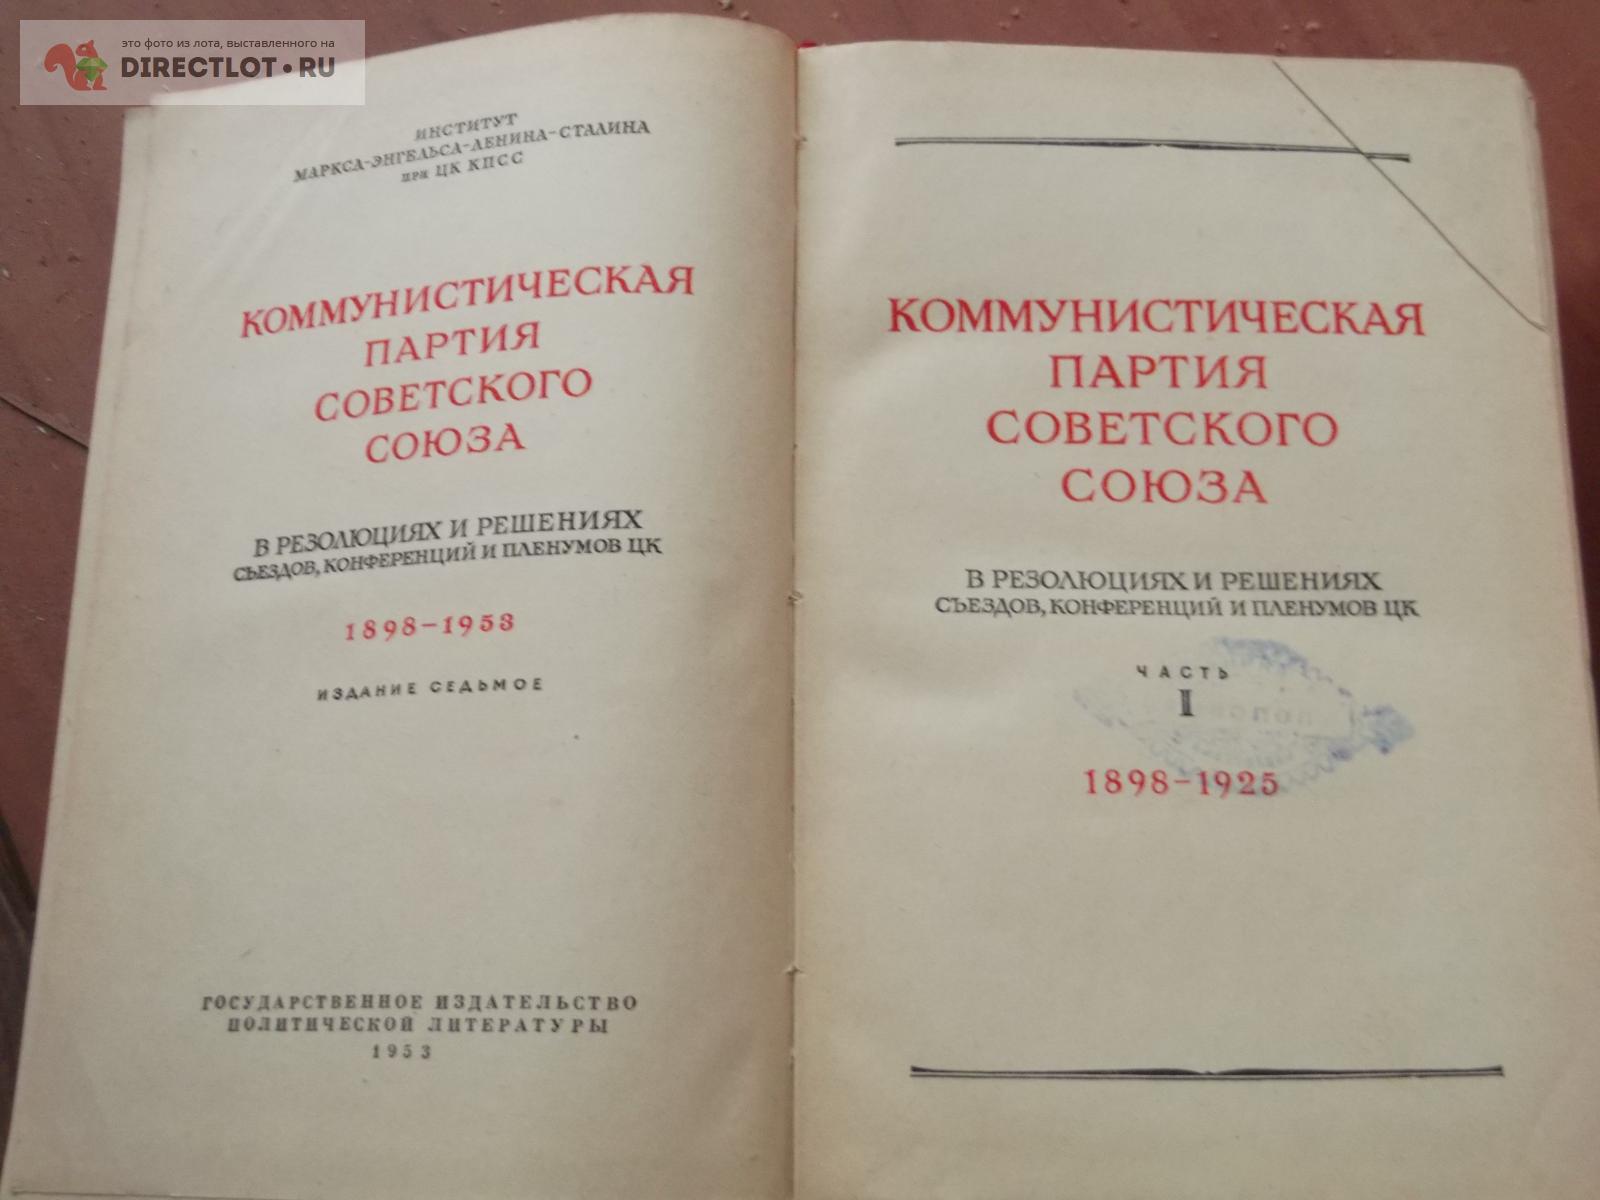 это фото из лота, выставленного на
DIRECTLOT.RU
ИНСТИТУТ
МАРКСА-ЭНГЕЛЬСА-ЛЕНИНА-СТАЛИНА
при ЦК КПСС
КОММУНИСТИЧЕСКАЯ
ПАРТИЯ
СОВЕТСКОГО
СОЮЗА
В РЕЗОЛЮЦИЯХ И РЕШЕНИЯХ
СЪЕЗДОВ, КОНФЕРЕНЦИЙ И ПЛЕНУМОВ ЦК
1898-1953
ИЗДАНИЕ СЕДЬМОЕ
ГОСУДАРСТВЕННОЕ ИЗДАТЕЛЬСТВО
ПОЛИТИЧЕСКОЙ ЛИТЕРАТУРЫ
1953
КОММУНИСТИЧЕСКАЯ
ПАРТИЯ
СОВЕТСКОГО
СОЮЗА
В РЕЗОЛЮЦИЯХ И РЕШЕНИЯХ
СЪЕЗДОВ, КОНФЕРЕНЦИЙ И ПЛЕНУМОВ ЦК
ЧАСТЬ
I
1898-1925